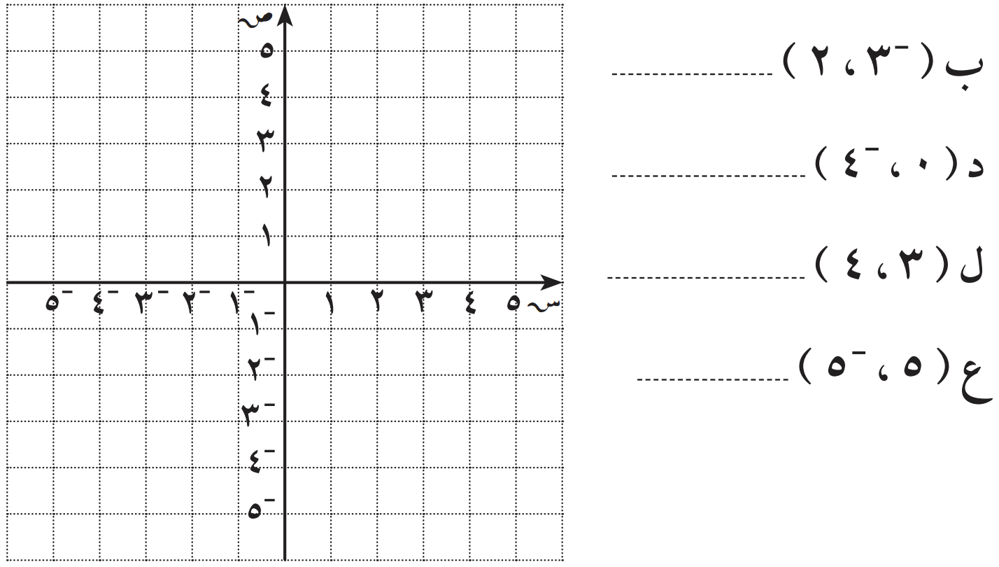 ب ( ⁻٣ ، ٢ )
د ( ٠ ، ⁻٤ )
ل ( ٣ ، ٤ )
ع ( ٥ ، ⁻٥ )
ص
٥
٤
٣
٢
١
⁻٥ ⁻٤ ⁻٣ ⁻٢ ⁻١ ١ ٢ ٣ ٤ ٥ س
⁻١
⁻٢
⁻٣
⁻٤
⁻٥